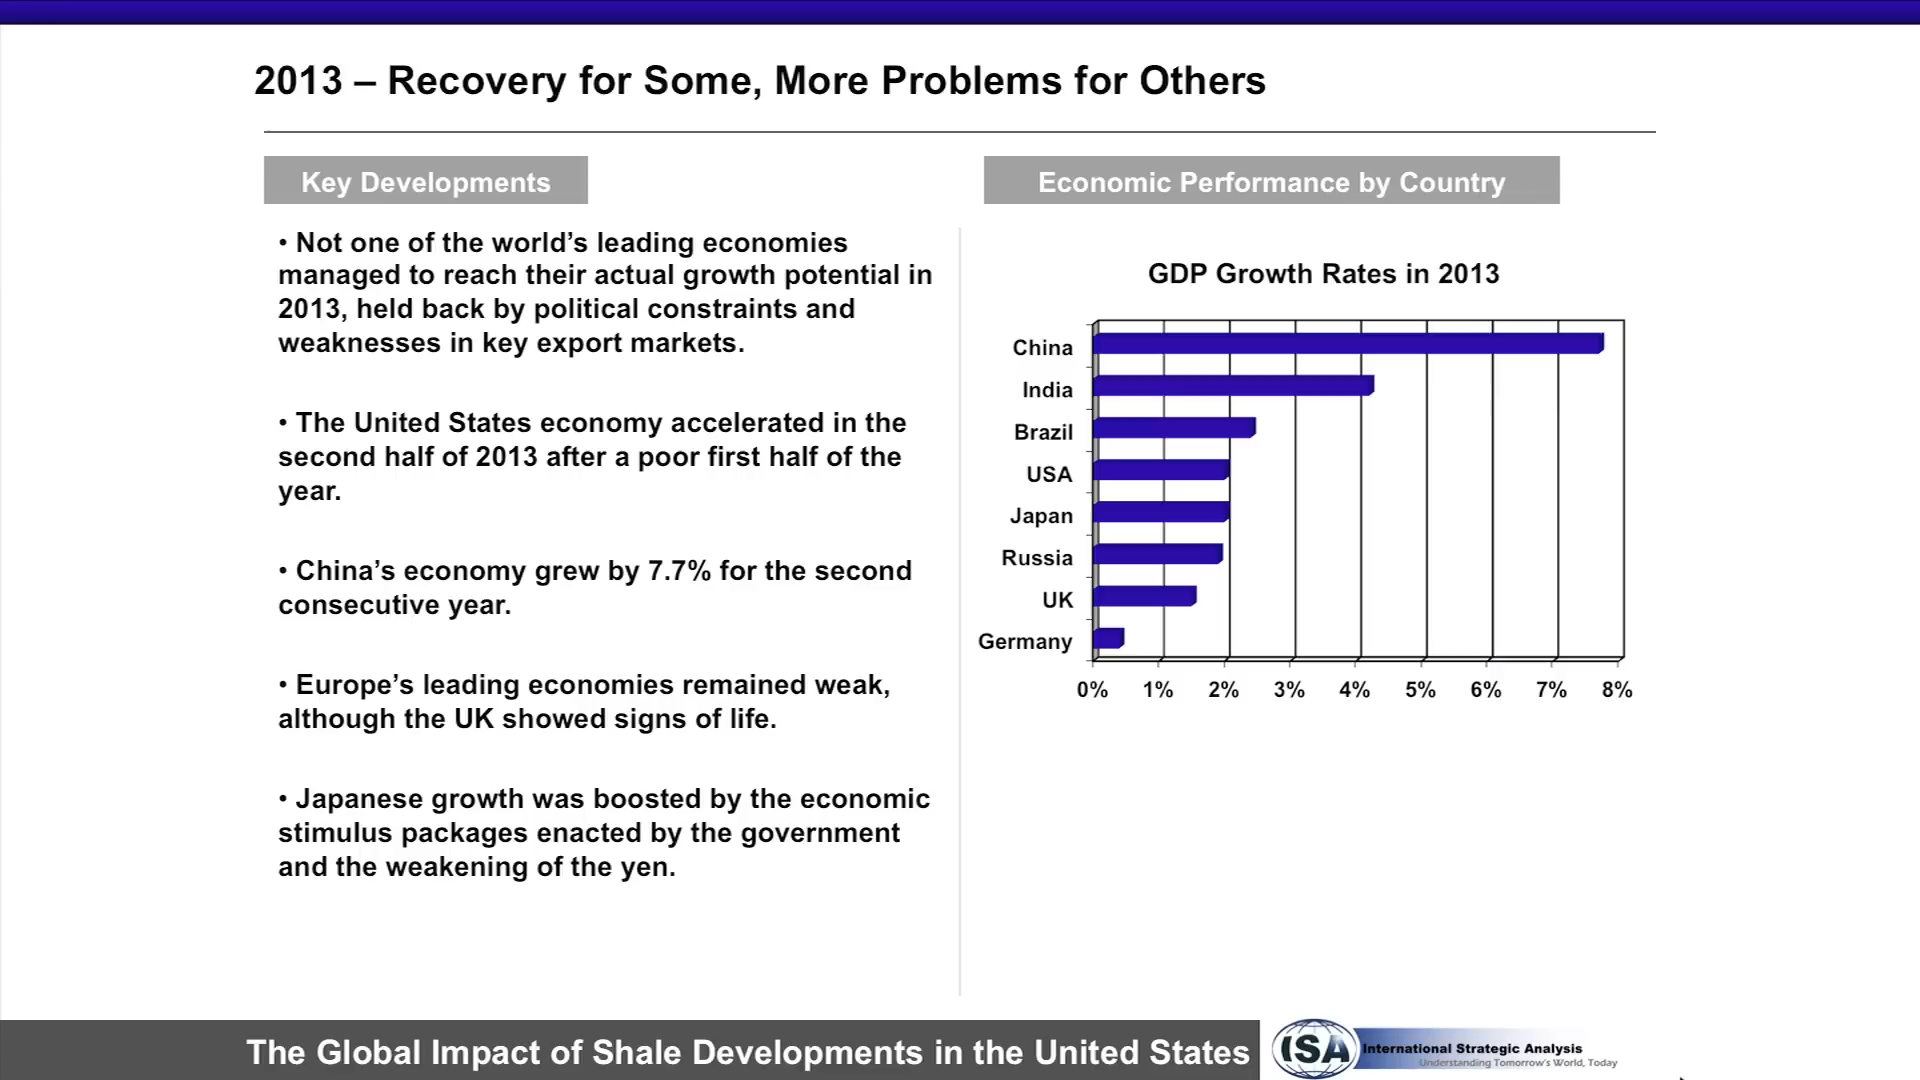 2013 – Recovery for Some, More Problems for Others
Key Developments
• Not one of the world’s leading economies
managed to reach their actual growth potential in
2013, held back by political constraints and
weaknesses in key export markets.
• The United States economy accelerated in the
second half of 2013 after a poor first half of the
year.
• China’s economy grew by 7.7% for the second
consecutive year.
• Europe’s leading economies remained weak,
although the UK showed signs of life.
• Japanese growth was boosted by the economic
stimulus packages enacted by the government
and the weakening of the yen.
Economic Performance by Country
GDP Growth Rates in 2013
China
India
Brazil
USA
Japan
Russia
UK
Germany
0% 1% 2% 3% 4% 5% 6% 7% 8%
The Global Impact of Shale Developments in the United States
ISA
International Strategic Analysis
Understanding Tomorrow's World, Today